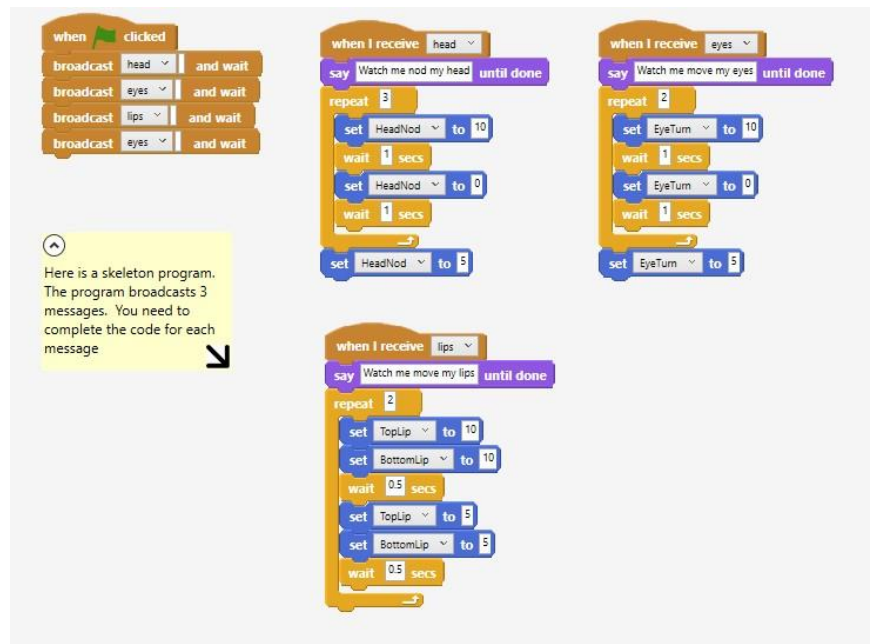 when clicked
broadcast head and wait
broadcast eyes and wait
broadcast lips and wait
broadcast eyes and wait
Here is a skeleton program.
The program broadcasts 3
messages. You need to
complete the code for each
message
when I receive head
say Watch me nod my head until done
repeat 3
set HeadNod to 10
wait 1 secs
set HeadNod to 0
wait 1 secs
set HeadNod to 5
when I receive eyes
say Watch me move my eyes until done
repeat 2
set EyeTurn to 10
wait 1 secs
set EyeTurn to 0
wait 1 secs
set EyeTurn to 5
when I receive lips
say Watch me move my lips until done
repeat 2
set TopLip to 10
set BottomLip to 10
wait 0.5 secs
set TopLip to 5
set BottomLip to 5
wait 0.5 secs